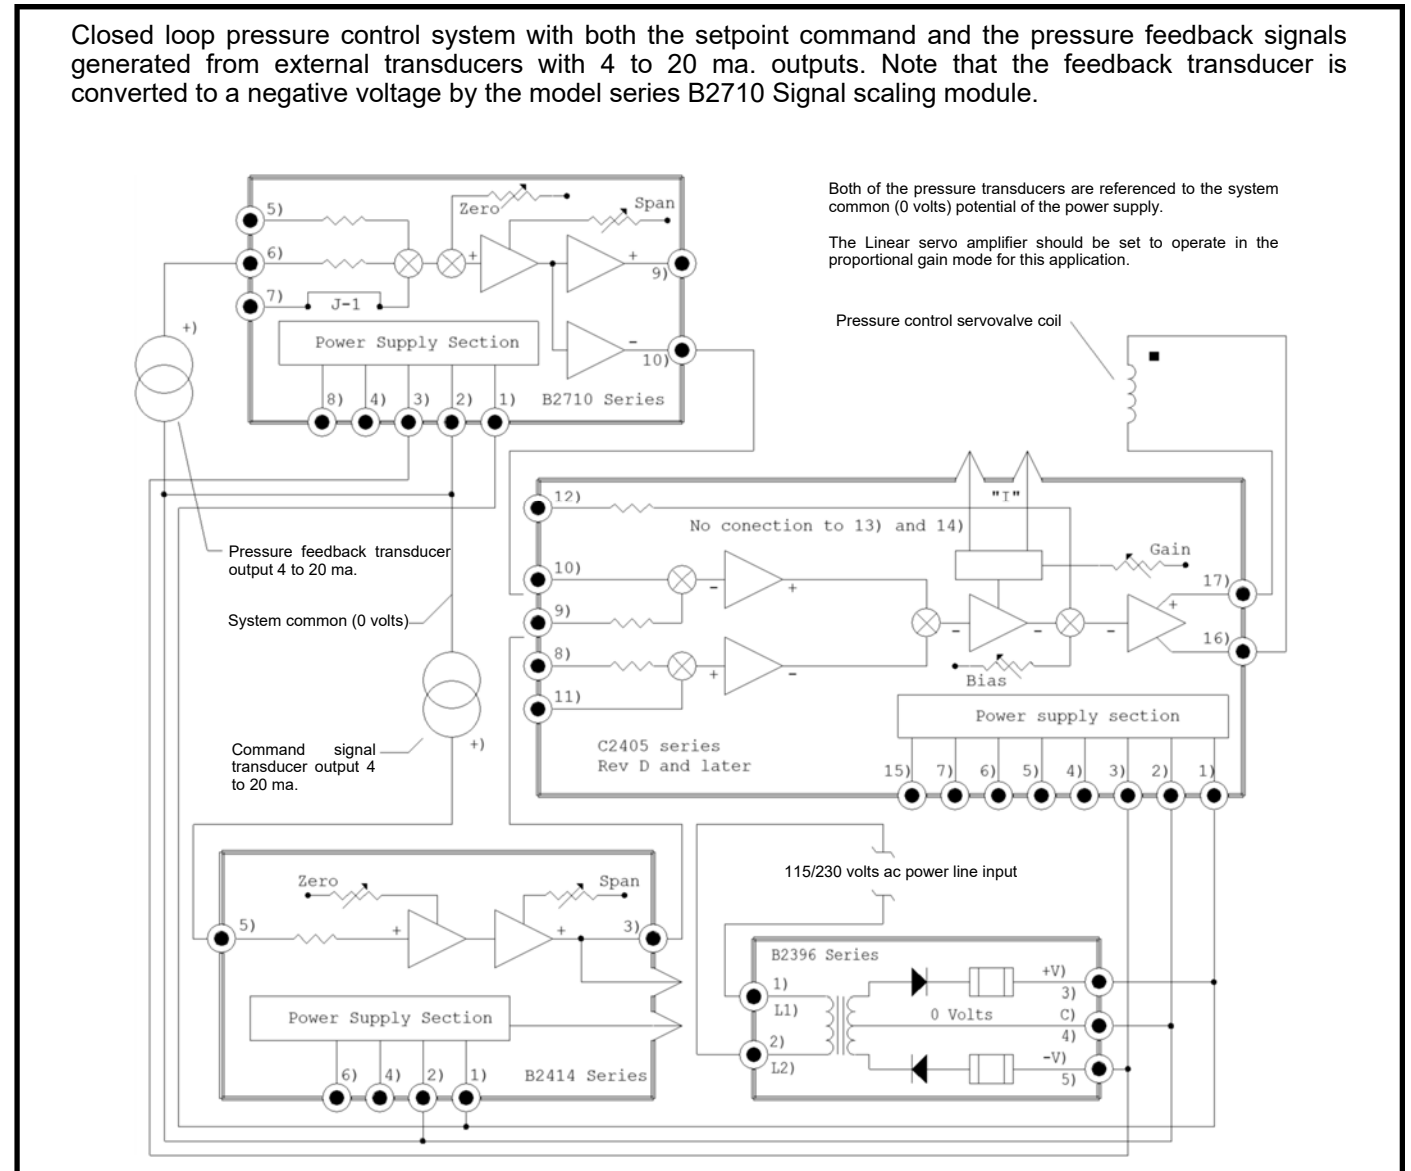 Closed loop pressure control system with both the setpoint command and the pressure feedback signals
generated from external transducers with 4 to 20 ma. outputs. Note that the feedback transducer is
converted to a negative voltage by the model series B2710 Signal scaling module.
Both of the pressure transducers are referenced to the system
common (0 volts) potential of the power supply.
The Linear servo amplifier should be set to operate in the
proportional gain mode for this application.
Pressure control servovalve coil
5)
Zero
Span
6)
+
+
9)
7)
J-1
+)
Power Supply Section
-
10)
8)
4)
3)
2)
1)
B2710 Series
12)
"I"
No conection to 13) and 14)
Pressure feedback transducer
output 4 to 20 ma.
System common (0 volts)
10)
-
+
Gain
17)
9)
+
-
-
-
16)
8)
+
-
Bias
11)
Power supply section
Command signal
transducer output 4
to 20 ma.
+)
C2405 series
Rev D and later
15)
7)
6)
5)
4)
3)
2)
1)
115/230 volts ac power line input
Zero
Span
5)
+
+
3)
Power Supply Section
6)
4)
2)
1)
B2414 Series
B2396 Series
1)
L1)
+V)
3)
0 Volts
C)
4)
2)
L2)
-V)
5)